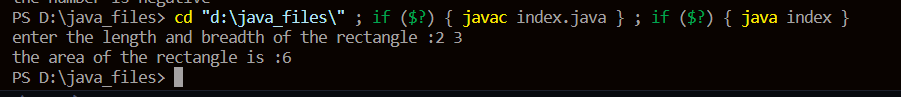 the number is negative
PS D:\java_files> cd "d:\java_files\" ; if ($?) { javac index.java } ; if ($?) { java index }
enter the length and breadth of the rectangle :2 3
the area of the rectangle is :6
PS D:\java_files>